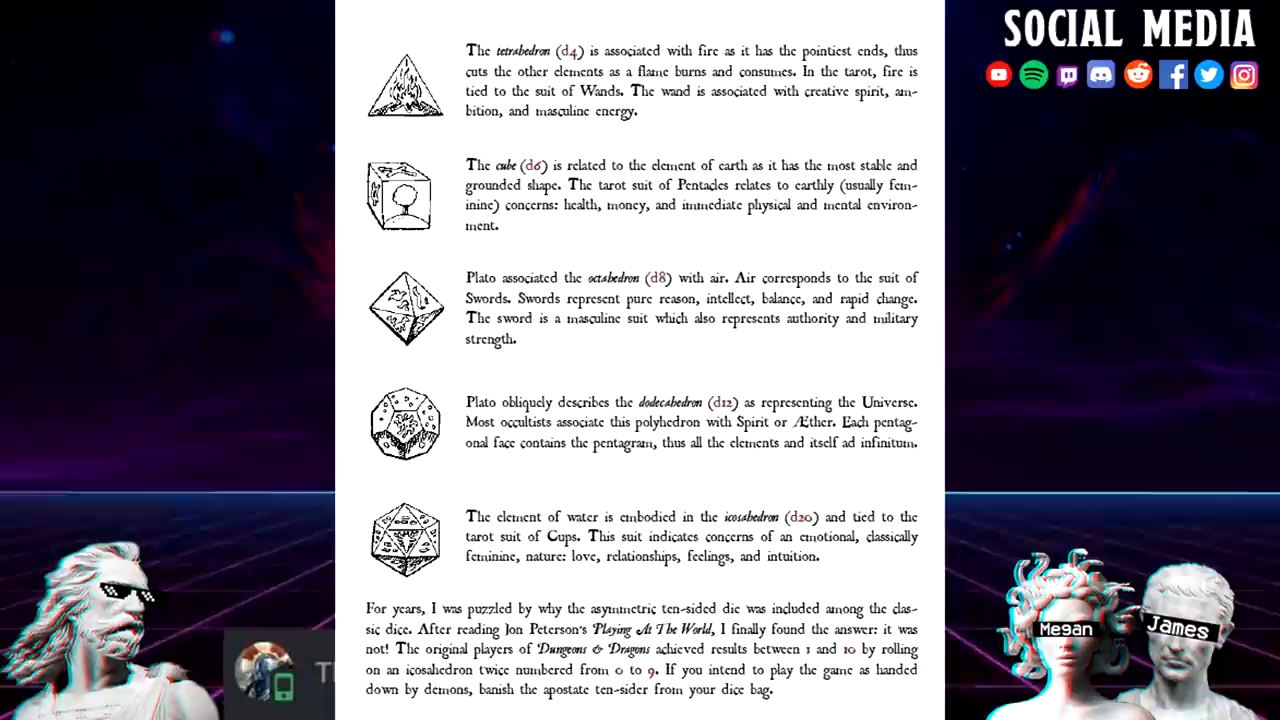 SOCIAL MEDIA
The tetrahedron (d4) is associated with fire as it has the pointiest ends, thus
cuts the other elements as a flame burns and consumes. In the tarot, fire is
tied to the suit of Wands. The wand is associated with creative spirit, am-
bition, and masculine energy.
The cube (d6) is related to the element of earth as it has the most stable and
grounded shape. The tarot suit of Pentacles relates to earthly (usually fem-
inine) concerns: health, money, and immediate physical and mental environ-
ment.
Plato associated the octahedron (d8) with air. Air corresponds to the suit of
Swords. Swords represent pure reason, intellect, balance, and rapid change.
The sword is a masculine suit which also represents authority and military
strength.
Plato obliquely describes the dodecahedron (d12) as representing the Universe.
Most occultists associate this polyhedron with Spirit or Æther. Each pentag-
onal face contains the pentagram, thus all the elements and itself ad infinitum.
The element of water is embodied in the icosahedron (d20) and tied to the
tarot suit of Cups. This suit indicates concerns of an emotional, classically
feminine, nature: love, relationships, feelings, and intuition.
For years, I was puzzled by why the asymmetric ten-sided die was included among the clas-
sic dice. After reading Jon Peterson's Playing At The World, I finally found the answer: it was
not! The original players of Dungeons & Dragons achieved results between 1 and 10 by rolling
on an icosahedron twice numbered from 0 to 9. If you intend to play the game as handed
down by demons, banish the apostate ten-sider from your dice bag.
Megan
James